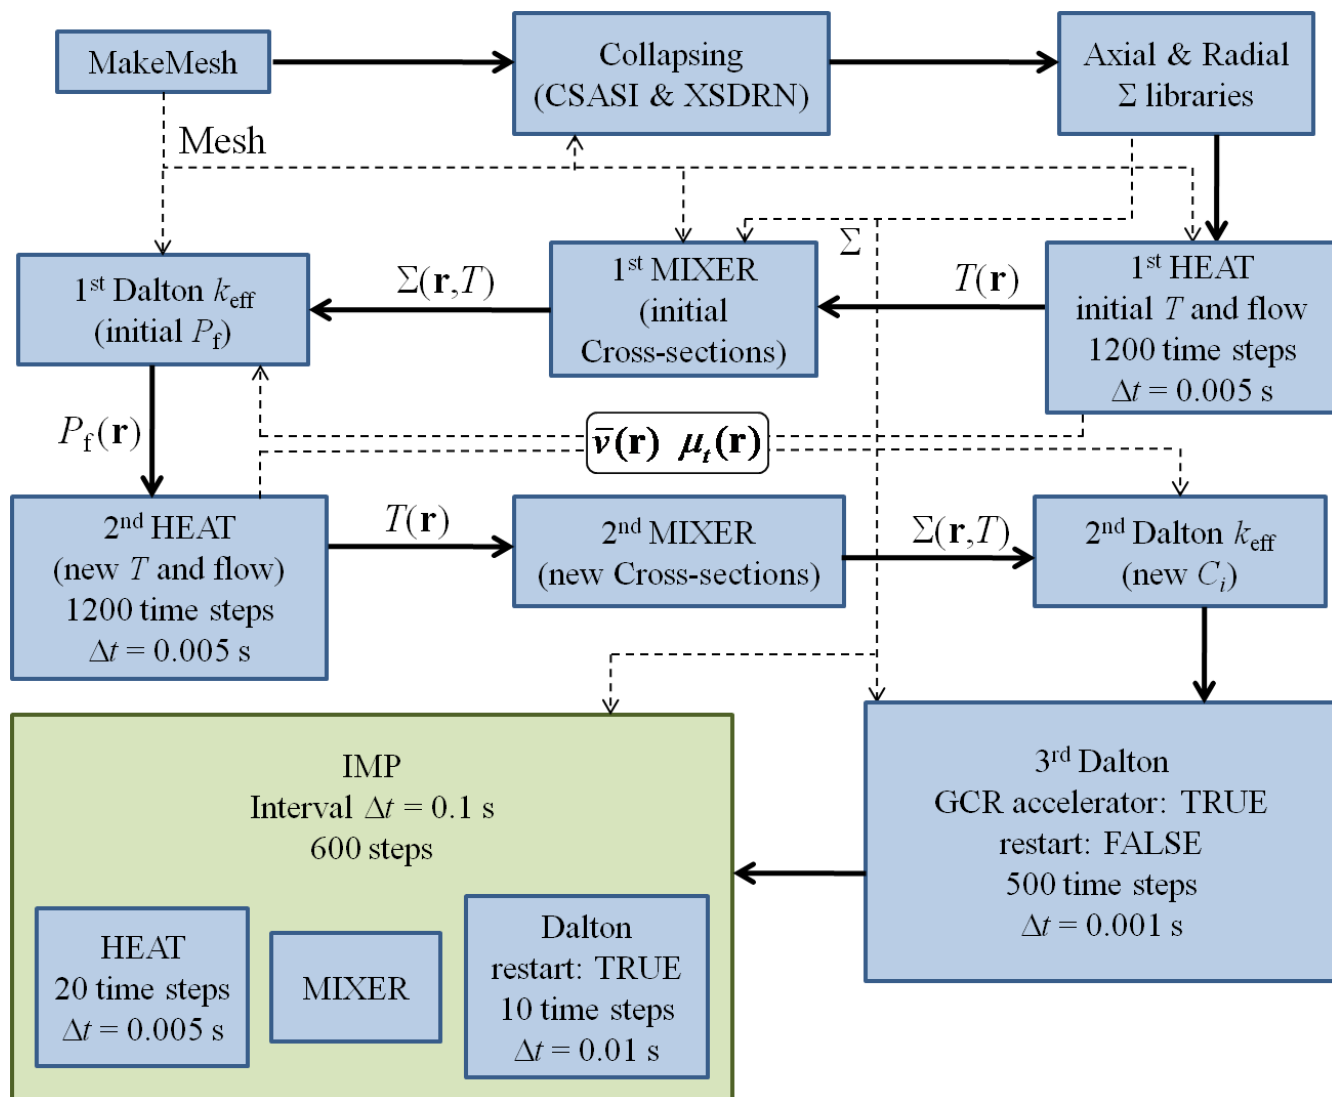 MakeMesh
Collapsing
(CSASI & XSDRN)
Axial & Radial
Σ libraries
Mesh
Σ
1st Dalton keff
(initial Pf)
Σ(r,T)
1st MIXER
(initial
Cross-sections)
T(r)
1st HEAT
initial T and flow
1200 time steps
Δt = 0.005 s
Pf(r)
v̅(r) μt(r)
2nd HEAT
(new T and flow)
1200 time steps
Δt = 0.005 s
T(r)
2nd MIXER
(new Cross-sections)
Σ(r,T)
2nd Dalton keff
(new Ci)
IMP
Interval Δt = 0.1 s
600 steps
HEAT
20 time steps
Δt = 0.005 s
MIXER
Dalton
restart: TRUE
10 time steps
Δt = 0.01 s
3rd Dalton
GCR accelerator: TRUE
restart: FALSE
500 time steps
Δt = 0.001 s